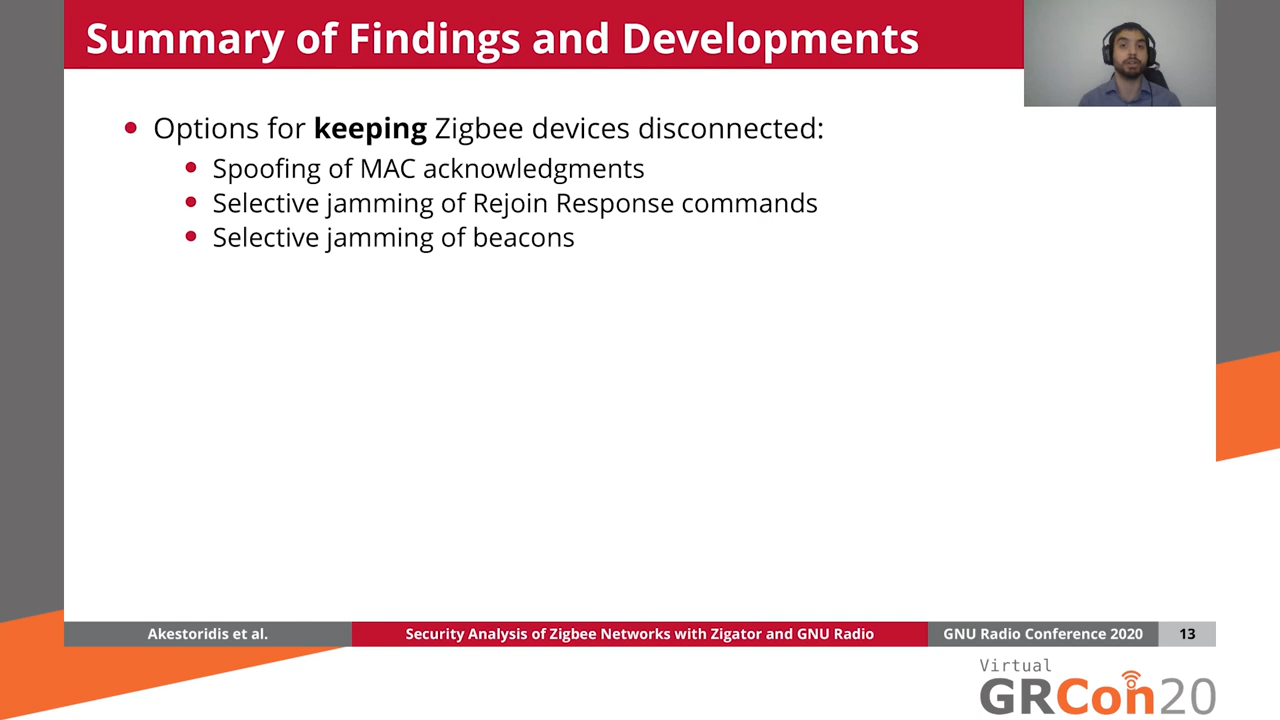 Summary of Findings and Developments
Options for keeping Zigbee devices disconnected:
Spoofing of MAC acknowledgments
Selective jamming of Rejoin Response commands
Selective jamming of beacons
Akestoridis et al.
Security Analysis of Zigbee Networks with Zigator and GNU Radio
GNU Radio Conference 2020
13
Virtual
GRCon20